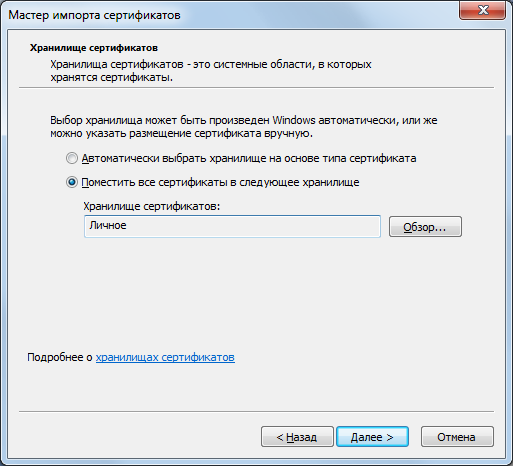 Мастер импорта сертификатов
Хранилище сертификатов
Хранилища сертификатов - это системные области, в которых
хранятся сертификаты.
Выбор хранилища может быть произведен Windows автоматически, или же
можно указать размещение сертификата вручную.
Автоматически выбрать хранилище на основе типа сертификата
Поместить все сертификаты в следующее хранилище
Хранилище сертификатов:
Личное
Обзор...
Подробнее о хранилищах сертификатов
< Назад
Далее >
Отмена